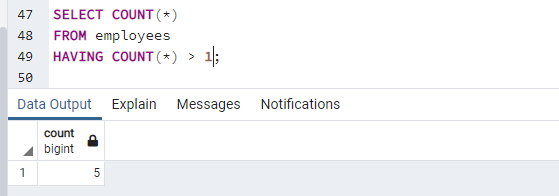 47 SELECT COUNT(*)
48 FROM employees
49 HAVING COUNT(*) > 1;
50
Data Output Explain Messages Notifications
count
bigint
1 5